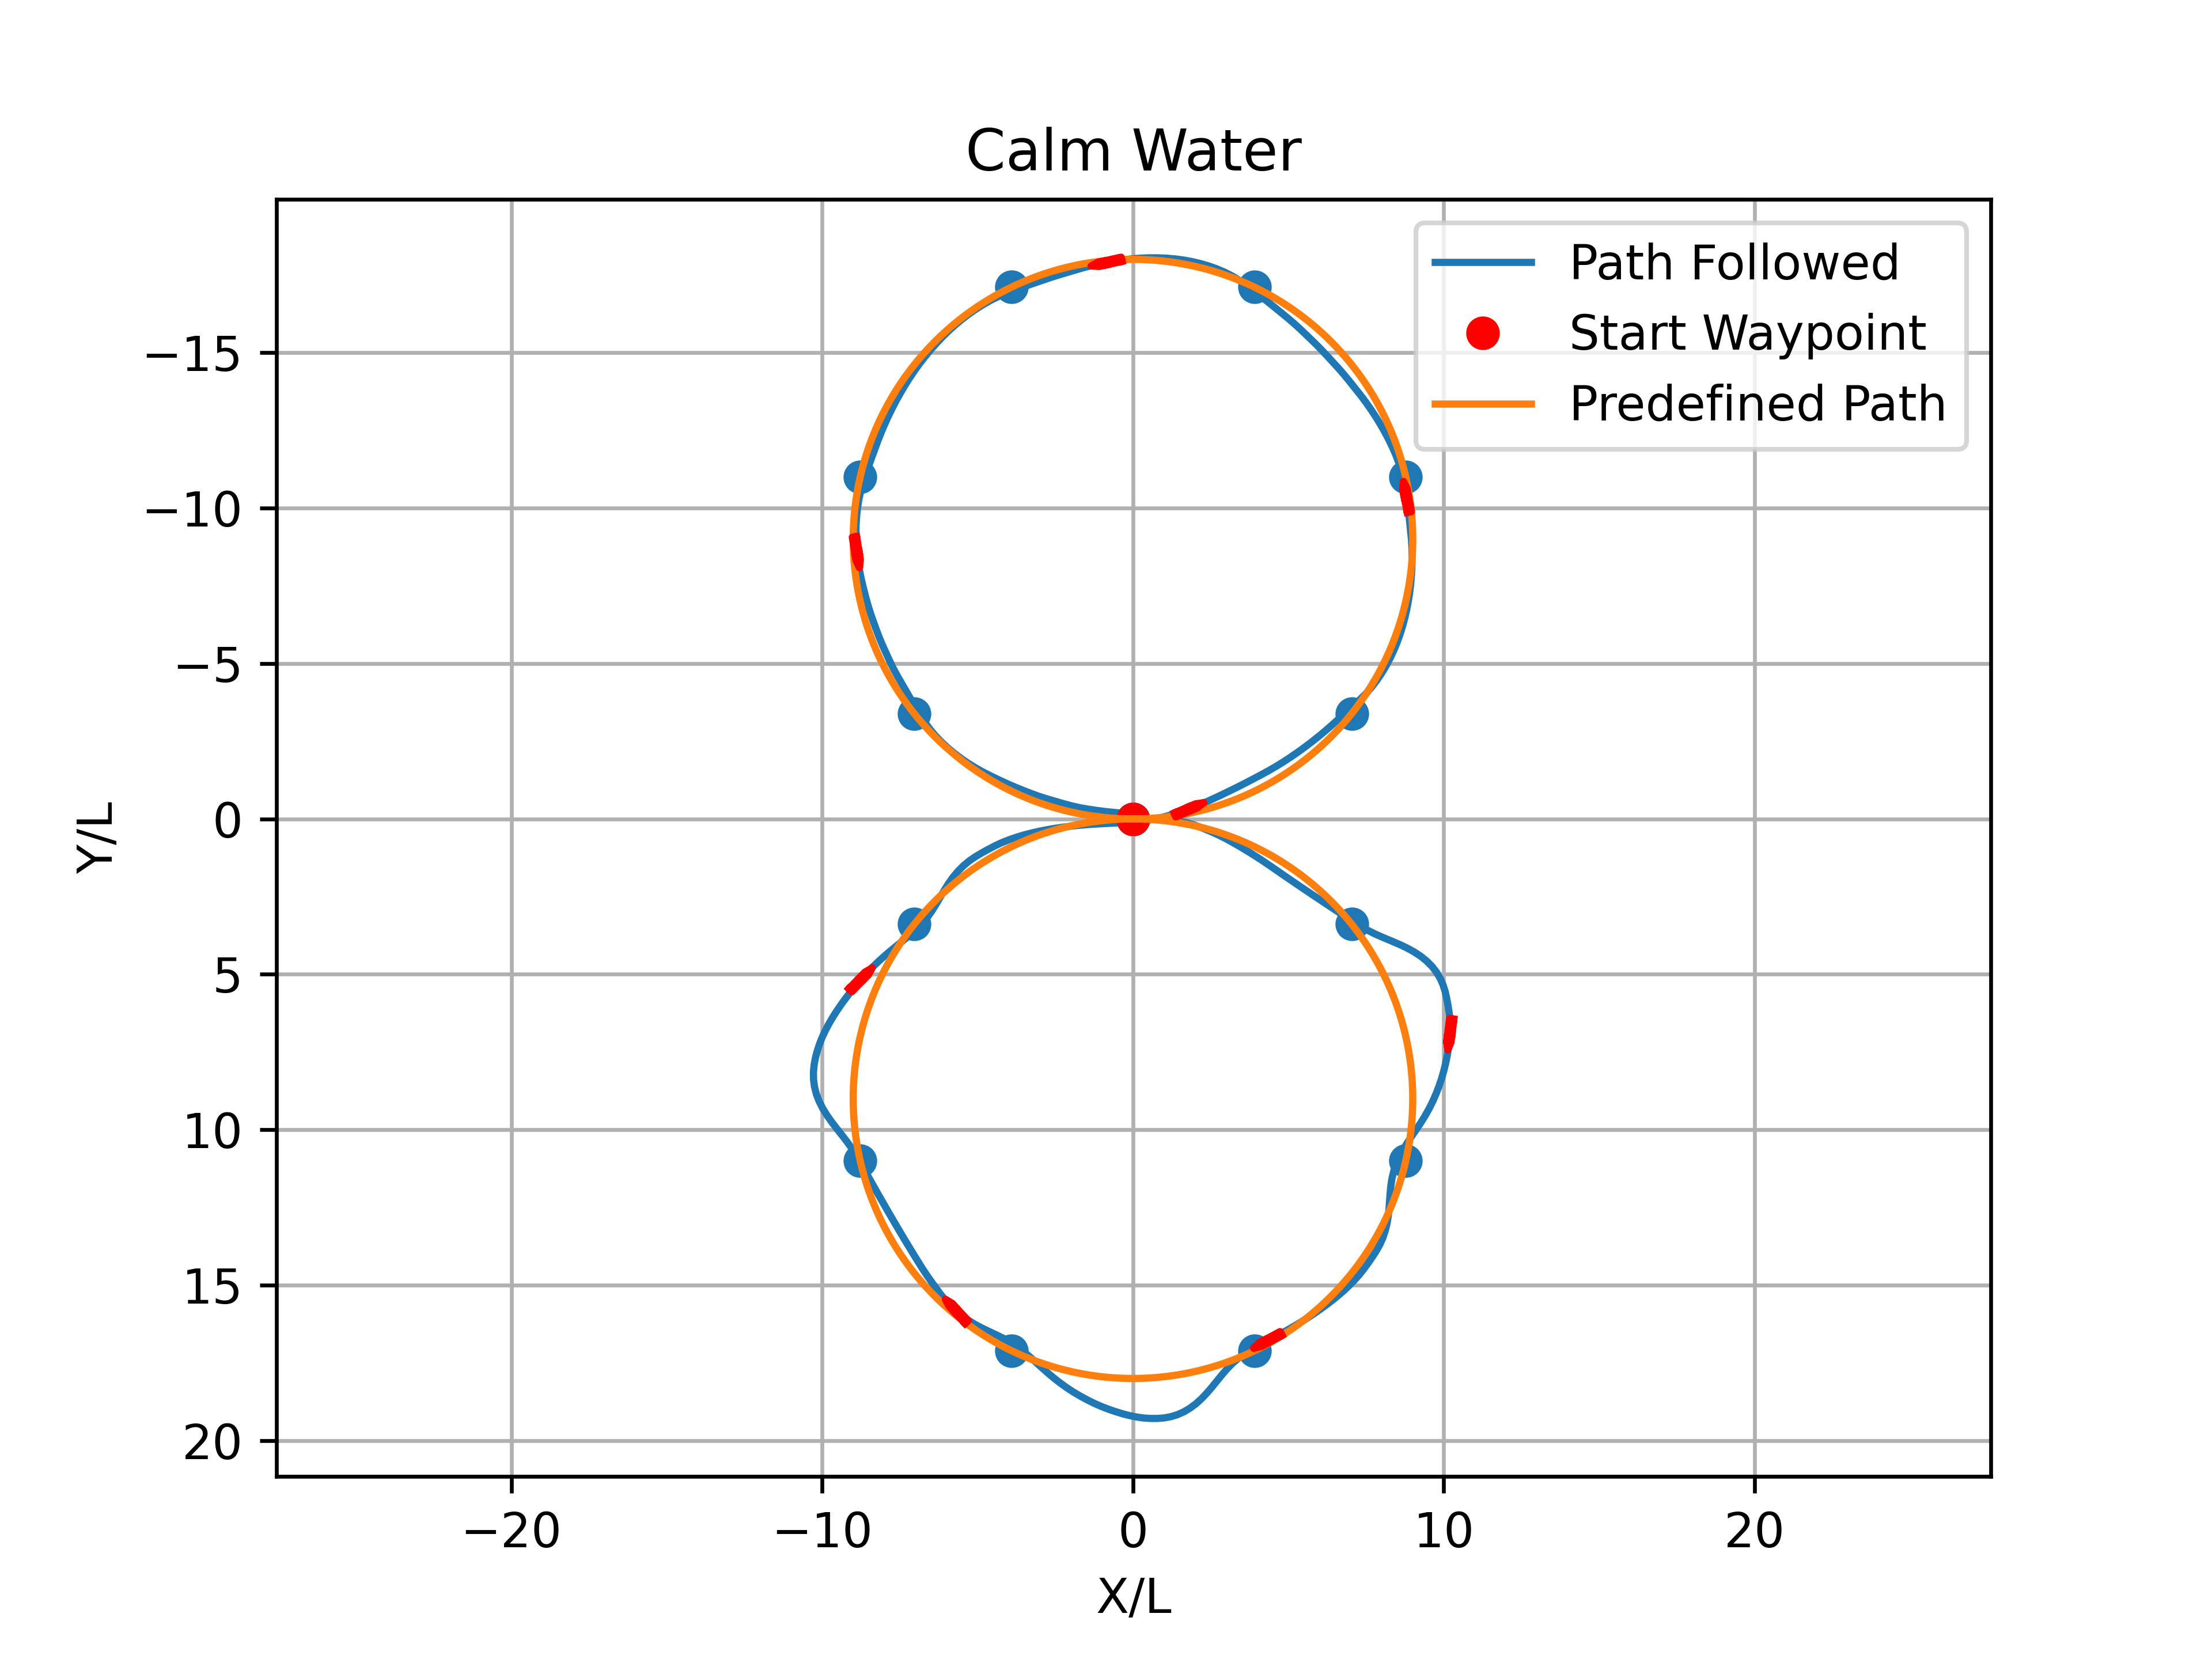 Calm Water
Path Followed
Start Waypoint
Predefined Path
−15
−10
−5
0
5
10
15
20
Y/L
−20
−10
0
10
20
X/L